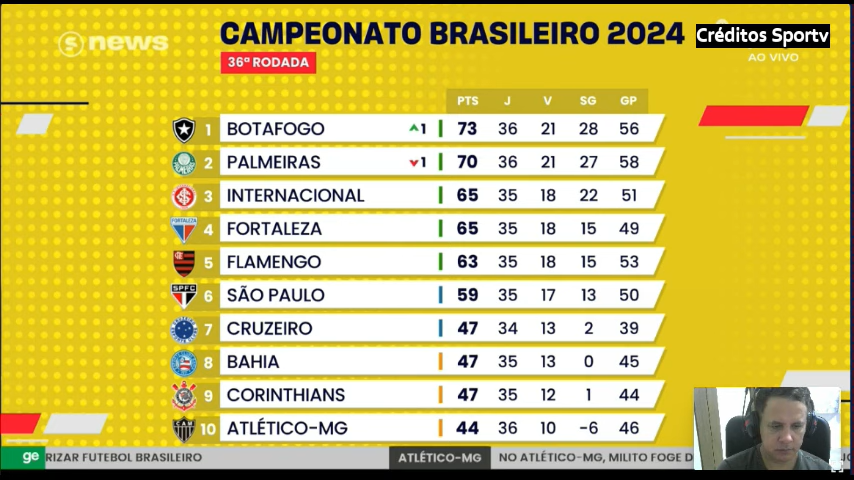 news
CAMPEONATO BRASILEIRO 2024
Créditos Sportv
AO VIVO
36ª RODADA
PTS J V SG GP
1 BOTAFOGO 1 73 36 21 28 56
2 PALMEIRAS 1 70 36 21 27 58
3 INTERNACIONAL 65 35 18 22 51
4 FORTALEZA 65 35 18 15 49
5 FLAMENGO 63 35 18 15 53
6 SÃO PAULO 59 35 17 13 50
7 CRUZEIRO 47 34 13 2 39
8 BAHIA 47 35 13 0 45
9 CORINTHIANS 47 35 12 1 44
10 ATLÉTICO-MG 44 36 10 -6 46
FORTALEZA
SPFC
CAM
ge RIZAR FUTEBOL BRASILEIRO ATLÉTICO-MG NO ATLÉTICO-MG, MILITO FOGE D